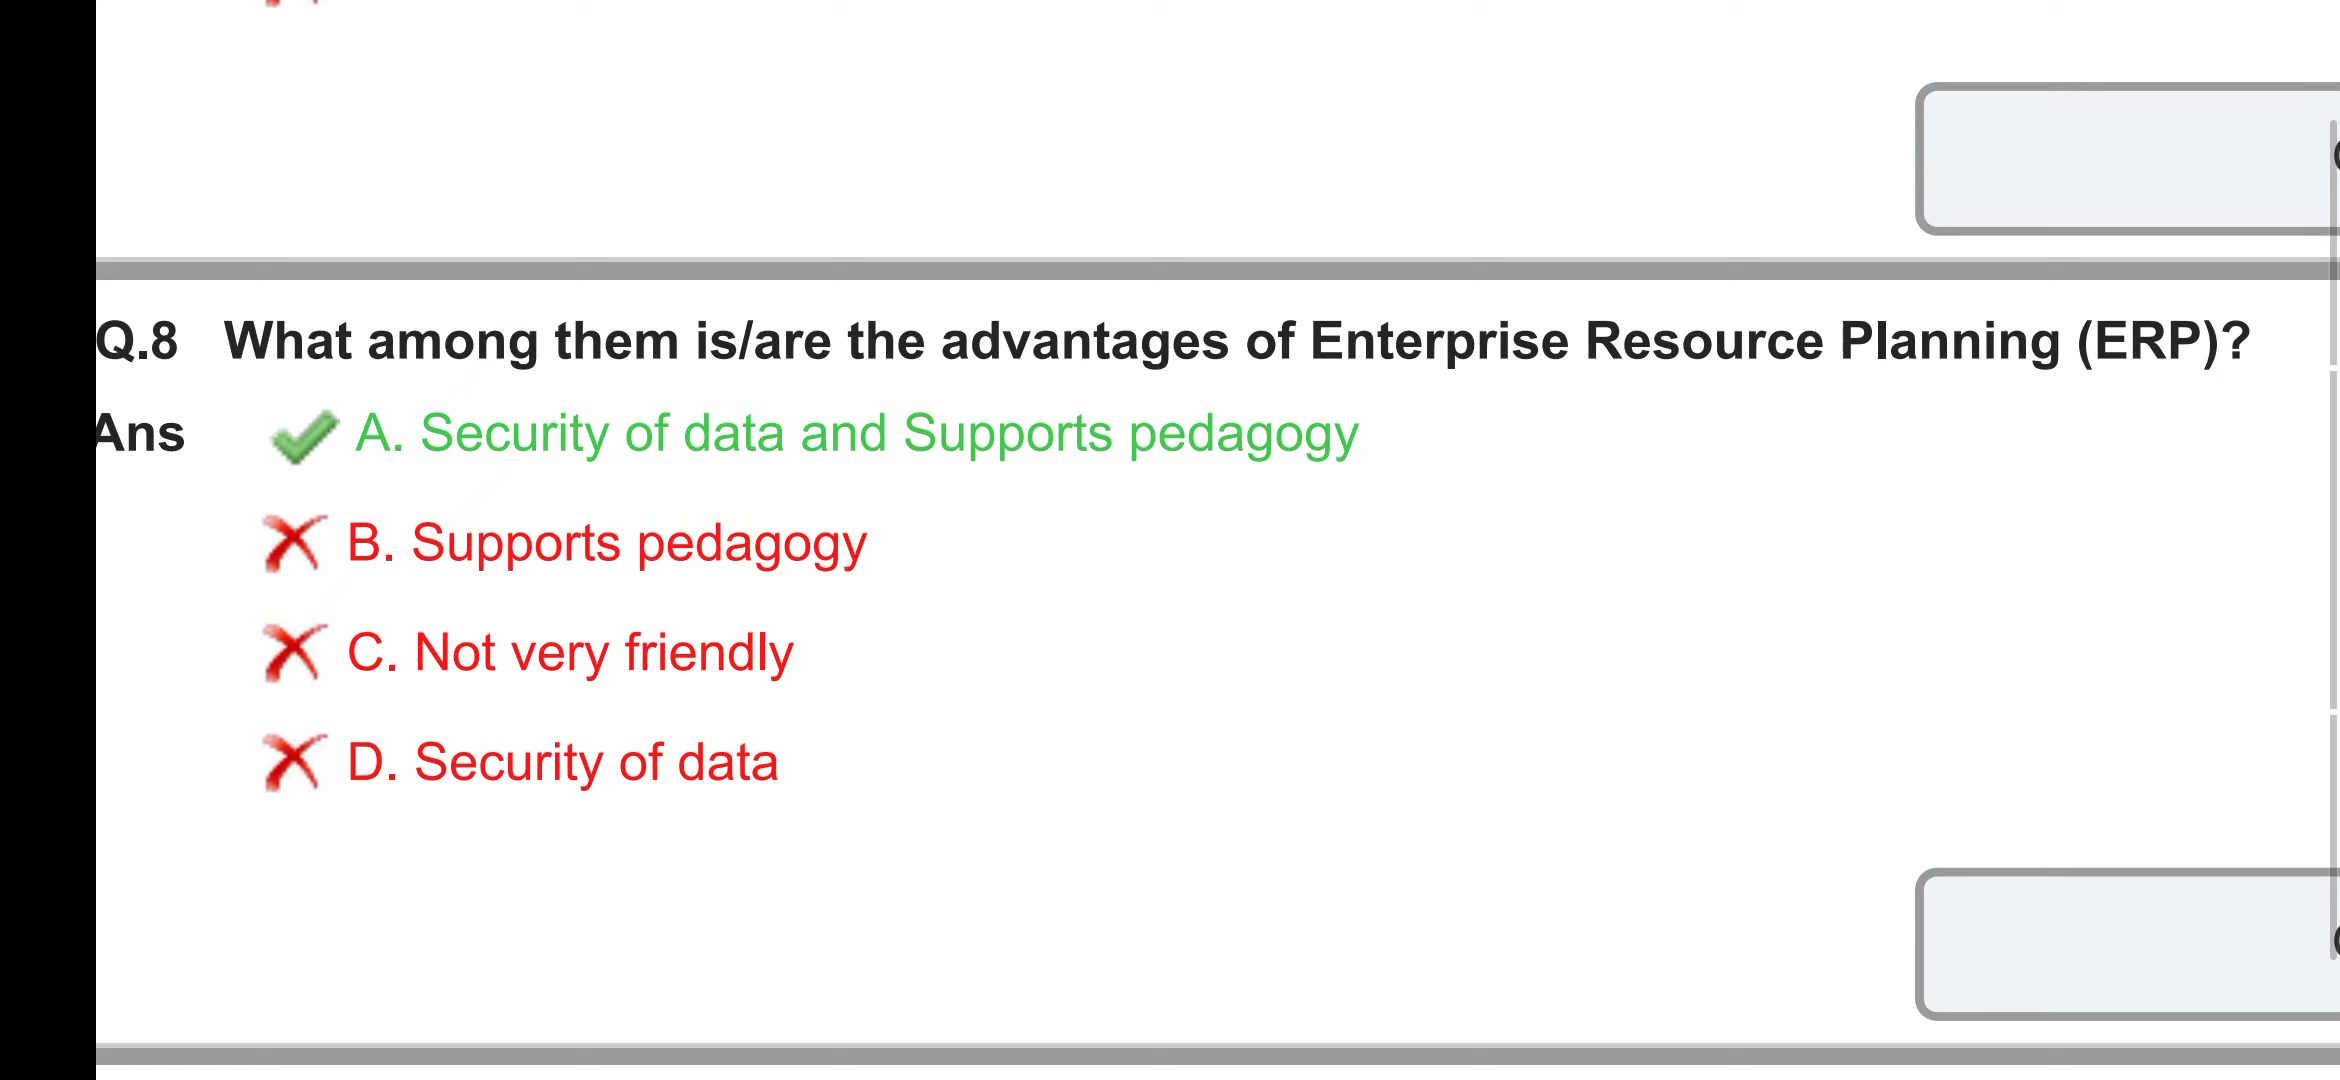 Q.8 What among them is/are the advantages of Enterprise Resource Planning (ERP)?
Ans A. Security of data and Supports pedagogy
B. Supports pedagogy
C. Not very friendly
D. Security of data